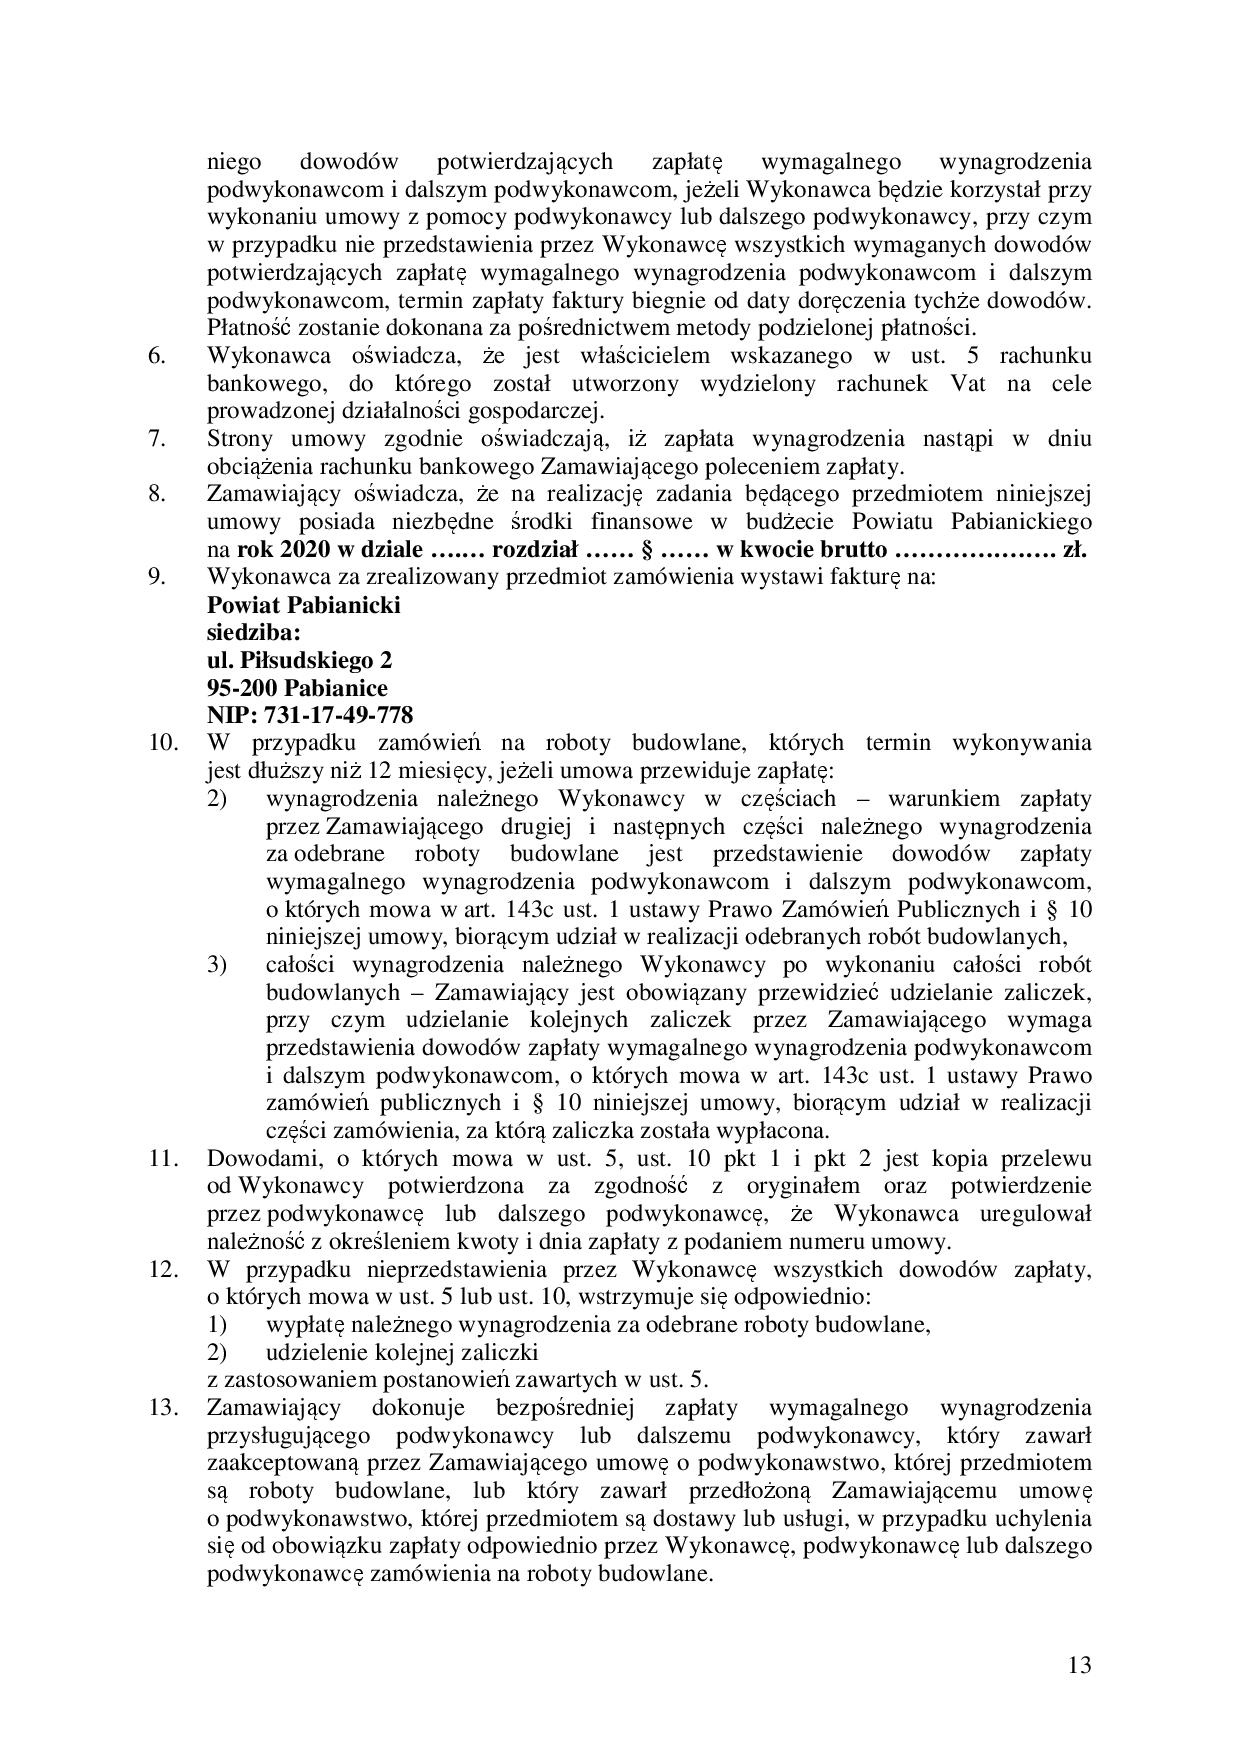 niego dowodów potwierdzających zapłatę wymagalnego wynagrodzenia
podwykonawcom i dalszym podwykonawcom, jeżeli Wykonawca będzie korzystał przy
wykonaniu umowy z pomocy podwykonawcy lub dalszego podwykonawcy, przy czym
w przypadku nie przedstawienia przez Wykonawcę wszystkich wymaganych dowodów
potwierdzających zapłatę wymagalnego wynagrodzenia podwykonawcom i dalszym
podwykonawcom, termin zapłaty faktury biegnie od daty doręczenia tychże dowodów.
Płatność zostanie dokonana za pośrednictwem metody podzielonej płatności.
6. Wykonawca oświadcza, że jest właścicielem wskazanego w ust. 5 rachunku
bankowego, do którego został utworzony wydzielony rachunek Vat na cele
prowadzonej działalności gospodarczej.
7. Strony umowy zgodnie oświadczają, iż zapłata wynagrodzenia nastąpi w dniu
obciążenia rachunku bankowego Zamawiającego poleceniem zapłaty.
8. Zamawiający oświadcza, że na realizację zadania będącego przedmiotem niniejszej
umowy posiada niezbędne środki finansowe w budżecie Powiatu Pabianickiego
na rok 2020 w dziale ….… rozdział …… § …… w kwocie brutto ………………. zł.
9. Wykonawca za zrealizowany przedmiot zamówienia wystawi fakturę na:
Powiat Pabianicki
siedziba:
ul. Piłsudskiego 2
95-200 Pabianice
NIP: 731-17-49-778
10. W przypadku zamówień na roboty budowlane, których termin wykonywania
jest dłuższy niż 12 miesięcy, jeżeli umowa przewiduje zapłatę:
2) wynagrodzenia należnego Wykonawcy w częściach – warunkiem zapłaty
przez Zamawiającego drugiej i następnych części należnego wynagrodzenia
za odebrane roboty budowlane jest przedstawienie dowodów zapłaty
wymagalnego wynagrodzenia podwykonawcom i dalszym podwykonawcom,
o których mowa w art. 143c ust. 1 ustawy Prawo Zamówień Publicznych i § 10
niniejszej umowy, biorącym udział w realizacji odebranych robót budowlanych,
3) całości wynagrodzenia należnego Wykonawcy po wykonaniu całości robót
budowlanych – Zamawiający jest obowiązany przewidzieć udzielanie zaliczek,
przy czym udzielanie kolejnych zaliczek przez Zamawiającego wymaga
przedstawienia dowodów zapłaty wymagalnego wynagrodzenia podwykonawcom
i dalszym podwykonawcom, o których mowa w art. 143c ust. 1 ustawy Prawo
zamówień publicznych i § 10 niniejszej umowy, biorącym udział w realizacji
części zamówienia, za którą zaliczka została wypłacona.
11. Dowodami, o których mowa w ust. 5, ust. 10 pkt 1 i pkt 2 jest kopia przelewu
od Wykonawcy potwierdzona za zgodność z oryginałem oraz potwierdzenie
przez podwykonawcę lub dalszego podwykonawcę, że Wykonawca uregulował
należność z określeniem kwoty i dnia zapłaty z podaniem numeru umowy.
12. W przypadku nieprzedstawienia przez Wykonawcę wszystkich dowodów zapłaty,
o których mowa w ust. 5 lub ust. 10, wstrzymuje się odpowiednio:
1) wypłatę należnego wynagrodzenia za odebrane roboty budowlane,
2) udzielenie kolejnej zaliczki
z zastosowaniem postanowień zawartych w ust. 5.
13. Zamawiający dokonuje bezpośredniej zapłaty wymagalnego wynagrodzenia
przysługującego podwykonawcy lub dalszemu podwykonawcy, który zawarł
zaakceptowaną przez Zamawiającego umowę o podwykonawstwo, której przedmiotem
są roboty budowlane, lub który zawarł przedłożoną Zamawiającemu umowę
o podwykonawstwo, której przedmiotem są dostawy lub usługi, w przypadku uchylenia
się od obowiązku zapłaty odpowiednio przez Wykonawcę, podwykonawcę lub dalszego
podwykonawcę zamówienia na roboty budowlane.
13